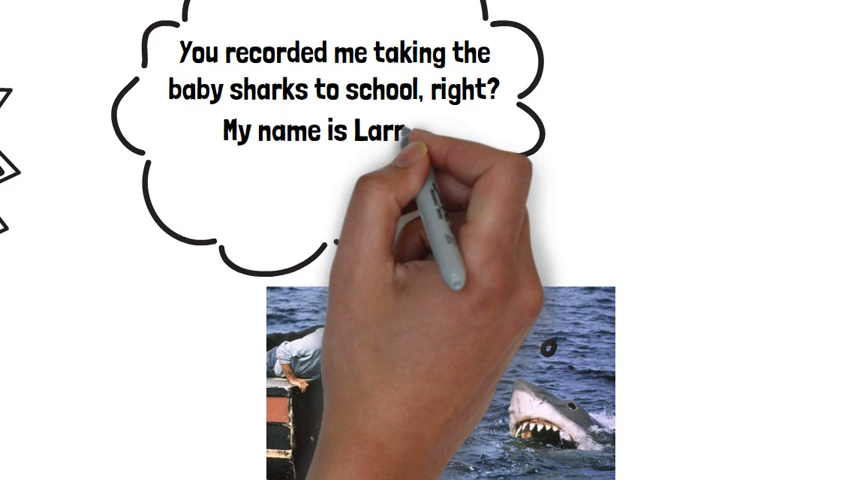 You recorded me taking the
baby sharks to school, right?
My name is Larr